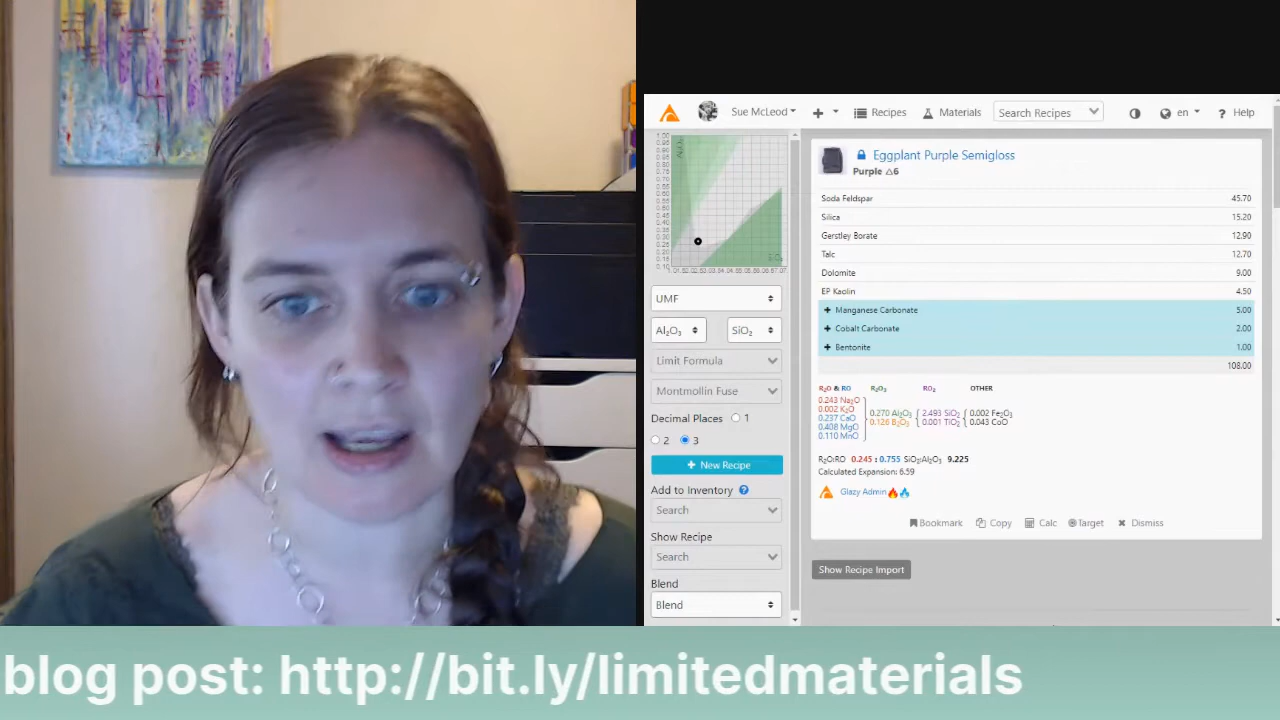 Sue McLeod
Recipes
Materials
Search Recipes
en
? Help
UMF
Al₂O₃
SiO₂
Limit Formula
Montmollin Fuse
Decimal Places 1
2 3
+ New Recipe
Add to Inventory ?
Search
Show Recipe
Search
Blend
Blend
Eggplant Purple Semigloss
Purple △6
Soda Feldspar 45.70
Silica 15.20
Gerstley Borate 12.90
Talc 12.70
Dolomite 9.00
EP Kaolin 4.50
+ Manganese Carbonate 5.00
+ Cobalt Carbonate 2.00
+ Bentonite 1.00
108.00
R₂O & RO R₂O₃ RO₂ OTHER
0.243 Na₂O
0.002 K₂O
0.237 CaO
0.408 MgO
0.110 MnO
0.270 Al₂O₃
0.126 B₂O₃
2.493 SiO₂
0.001 TiO₂
0.002 Fe₂O₃
0.043 CoO
R₂O:RO 0.245 : 0.755 SiO₂:Al₂O₃ 9.225
Calculated Expansion: 6.59
Glazy Admin
Bookmark Copy Calc Target Dismiss
Show Recipe Import
blog post: http://bit.ly/limitedmaterials